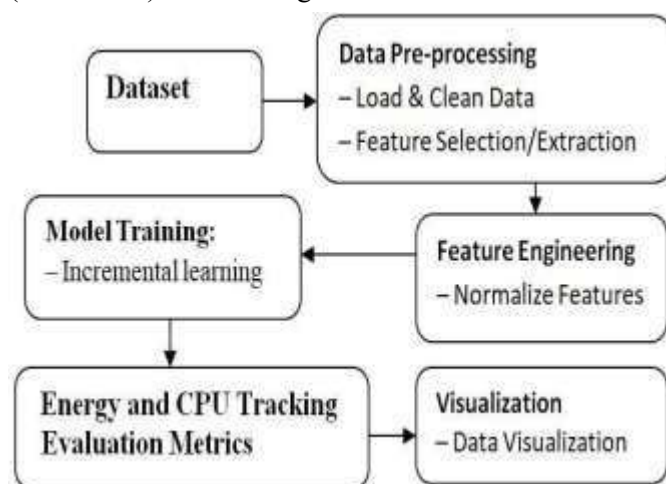 Dataset
Data Pre-processing
– Load & Clean Data
– Feature Selection/Extraction
Model Training:
– Incremental learning
Feature Engineering
– Normalize Features
Energy and CPU Tracking
Evaluation Metrics
Visualization
– Data Visualization